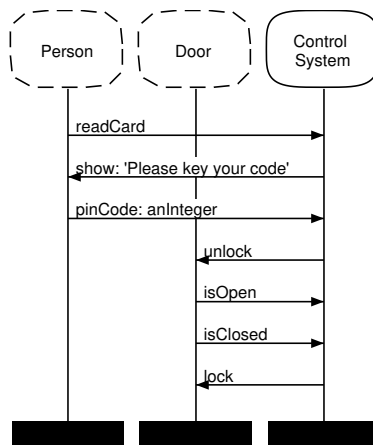 Person
Door
Control
System
readCard
show: 'Please key your code'
pinCode: anInteger
unlock
isOpen
isClosed
lock